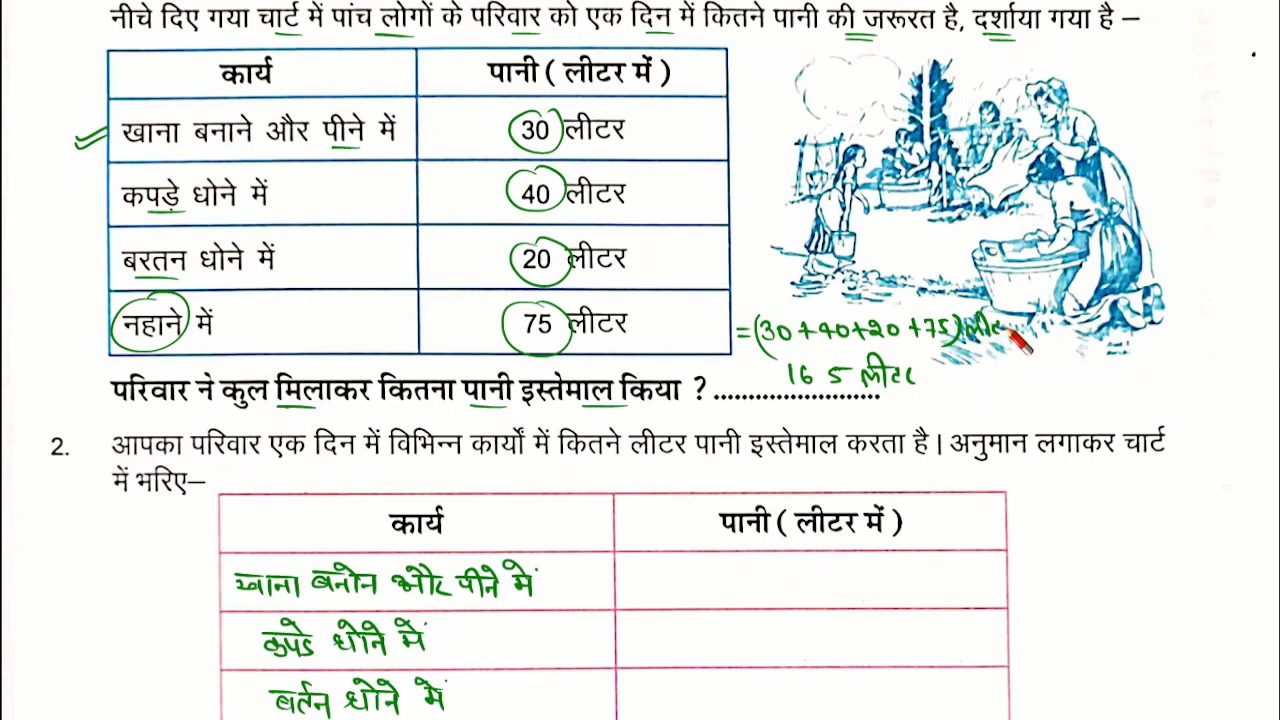 नीचे दिए गया चार्ट में पांच लोगों के परिवार को एक दिन में कितने पानी की जरूरत है, दर्शाया गया है –
कार्य पानी ( लीटर में )
खाना बनाने और पीने में 30 लीटर
कपड़े धोने में 40 लीटर
बरतन धोने में 20 लीटर
नहाने में 75 लीटर
=(30+40+20+75)लीट
165 लीटर
परिवार ने कुल मिलाकर कितना पानी इस्तेमाल किया ? ........................
2. आपका परिवार एक दिन में विभिन्न कार्यों में कितने लीटर पानी इस्तेमाल करता है। अनुमान लगाकर चार्ट
में भरिए–
कार्य पानी ( लीटर में )
खाना बनोन और पीने में
कपडे धोने में
बर्तन धोने में